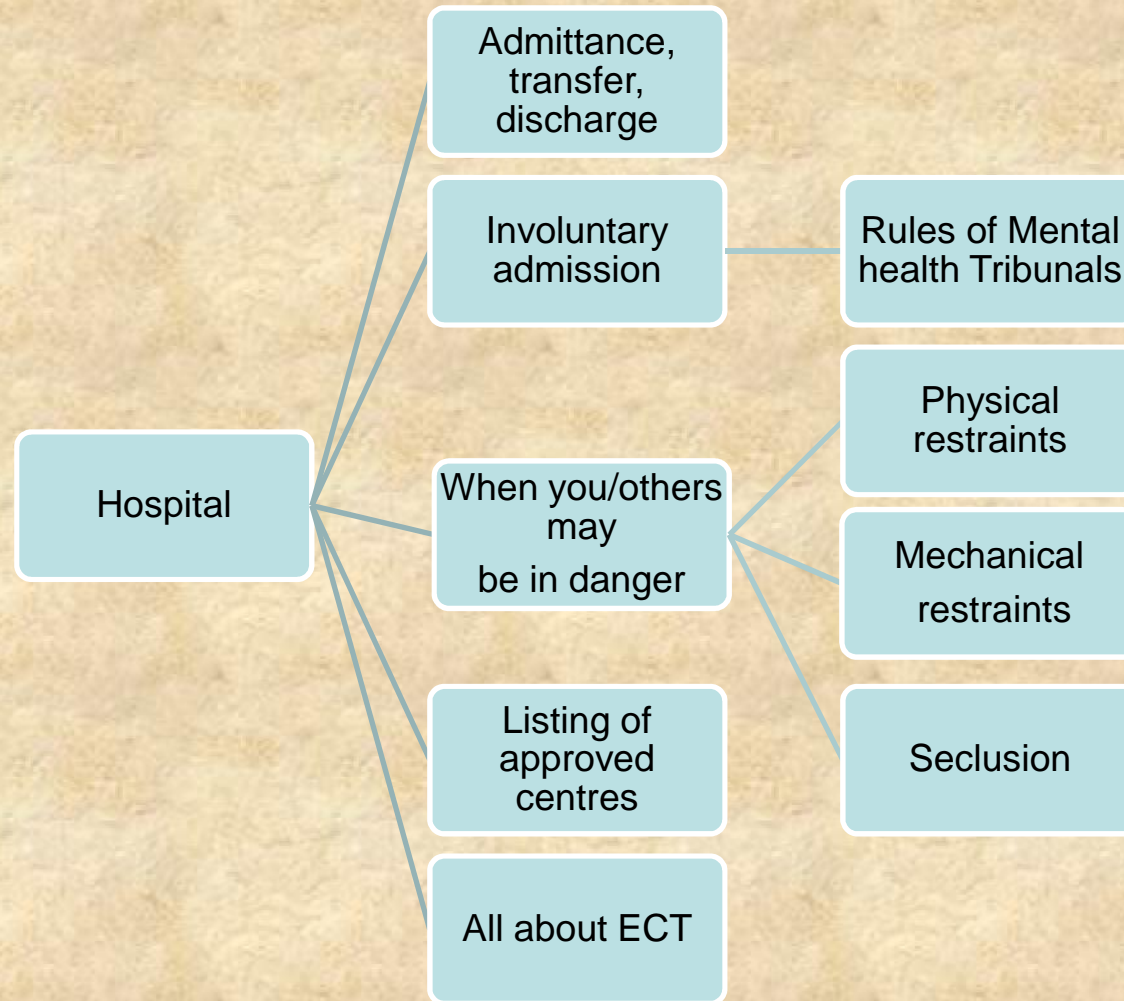 Admittance,
transfer,
discharge
Involuntary
admission
Rules of Mental
health Tribunals
Physical
restraints
Hospital
When you/others
may
be in danger
Mechanical
restraints
Listing of
approved
centres
Seclusion
All about ECT